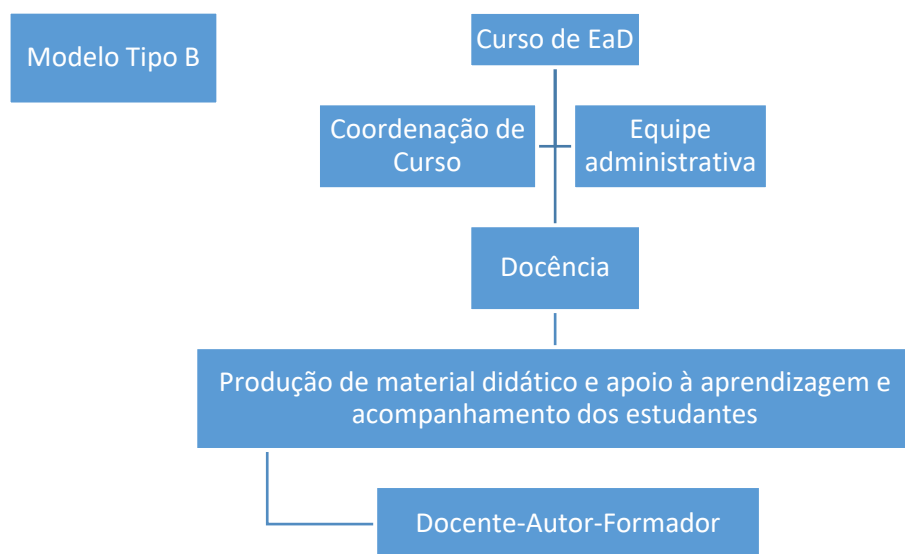 Modelo Tipo B
Curso de EaD
Coordenação de
Curso
Equipe
administrativa
Docência
Produção de material didático e apoio à aprendizagem e
acompanhamento dos estudantes
Docente-Autor-Formador